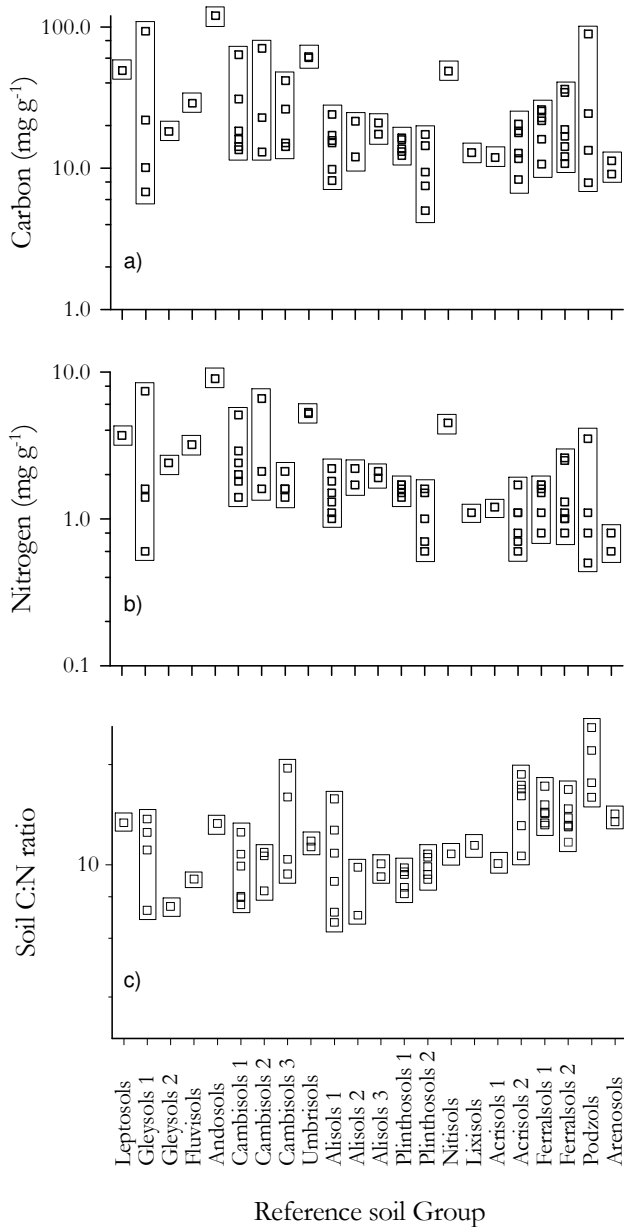 100.0
10.0
1.0
Carbon (mg g-1)
a)
10.0
1.0
0.1
Nitrogen (mg g-1)
b)
10
Soil C:N ratio
c)
Leptosols
Gleysols 1
Gleysols 2
Fluvisols
Andosols
Cambisols 1
Cambisols 2
Cambisols 3
Umbrisols
Alisols 1
Alisols 2
Alisols 3
Plinthosols 1
Plinthosols 2
Nitisols
Lixisols
Acrisols 1
Acrisols 2
Ferralsols 1
Ferralsols 2
Podzols
Arenosols
Reference soil Group